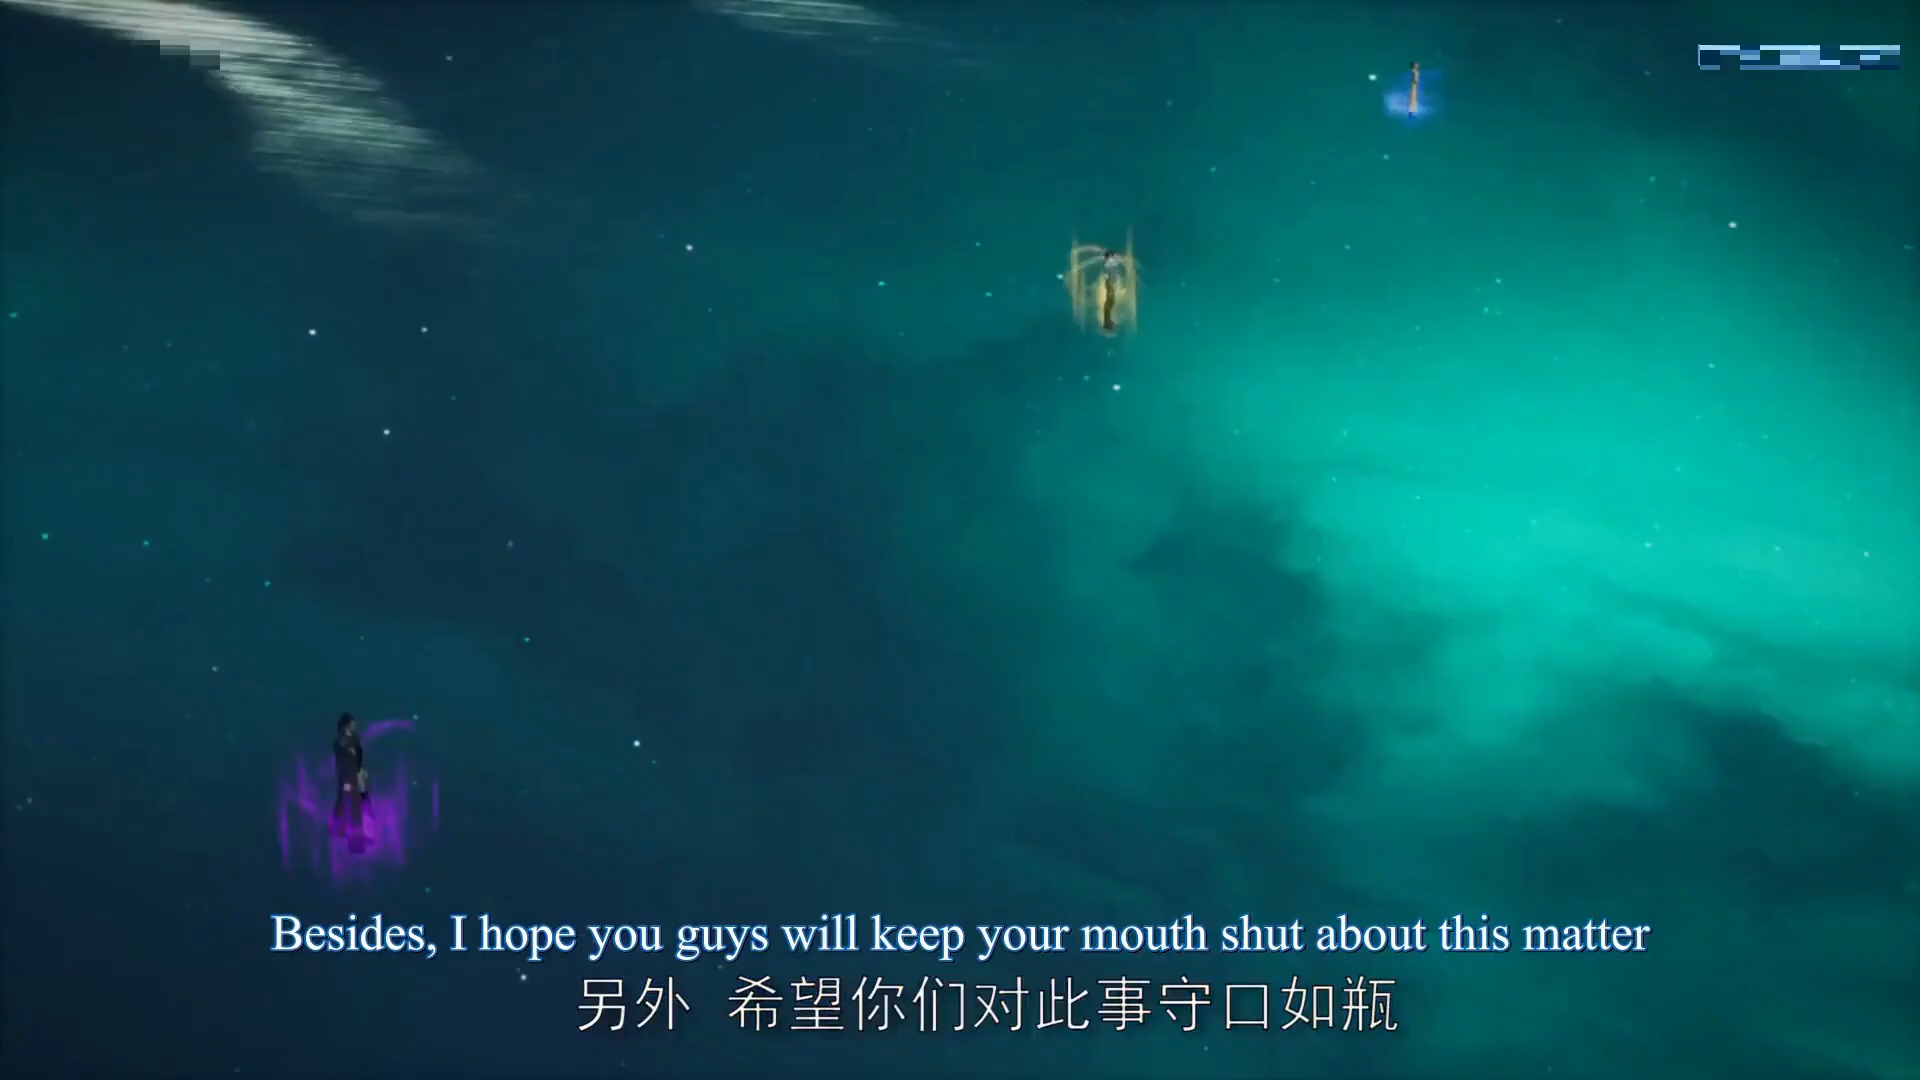 Besides, I hope you guys will keep your mouth shut about this matter
另外 希望你们对此事守口如瓶